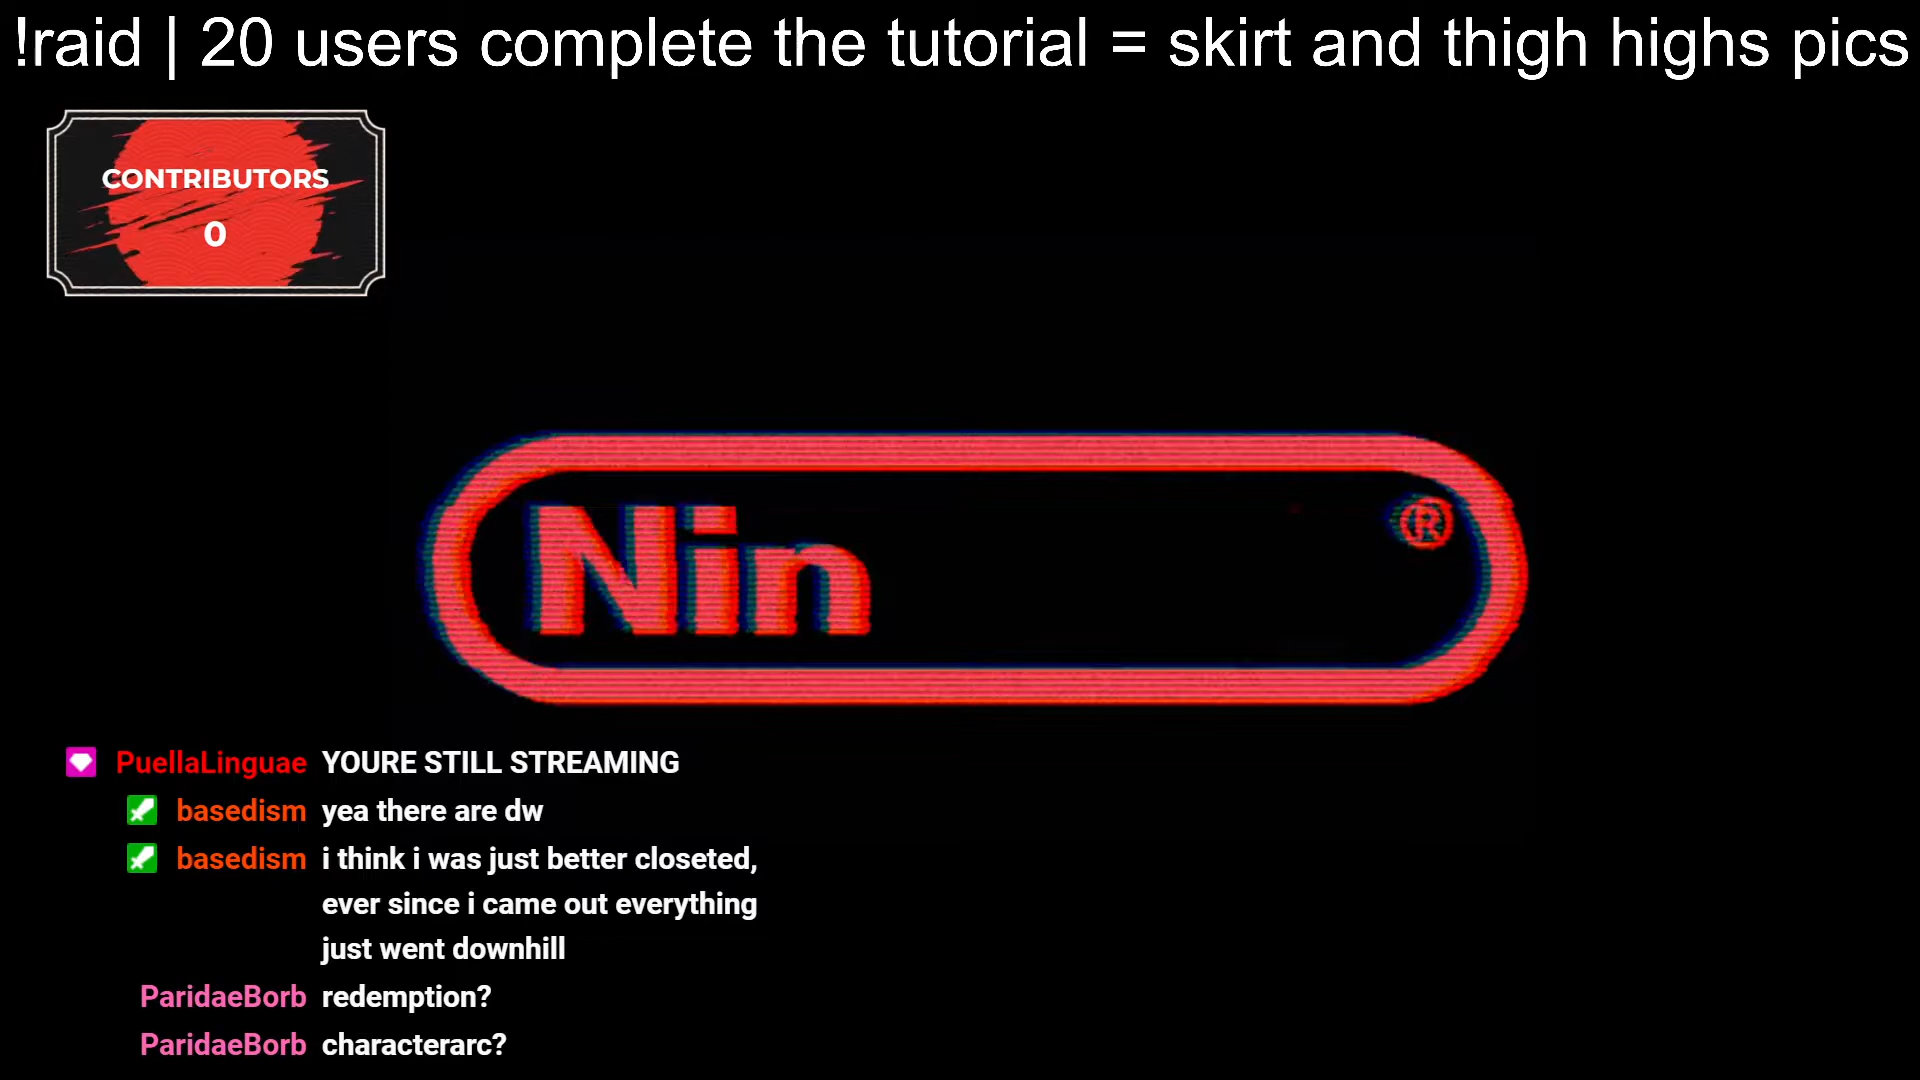 !raid | 20 users complete the tutorial = skirt and thigh highs pics
CONTRIBUTORS
0
Nin ®
PuellaLinguae YOURE STILL STREAMING
basedism yea there are dw
basedism i think i was just better closeted,
ever since i came out everything
just went downhill
ParidaeBorb redemption?
ParidaeBorb characterarc?